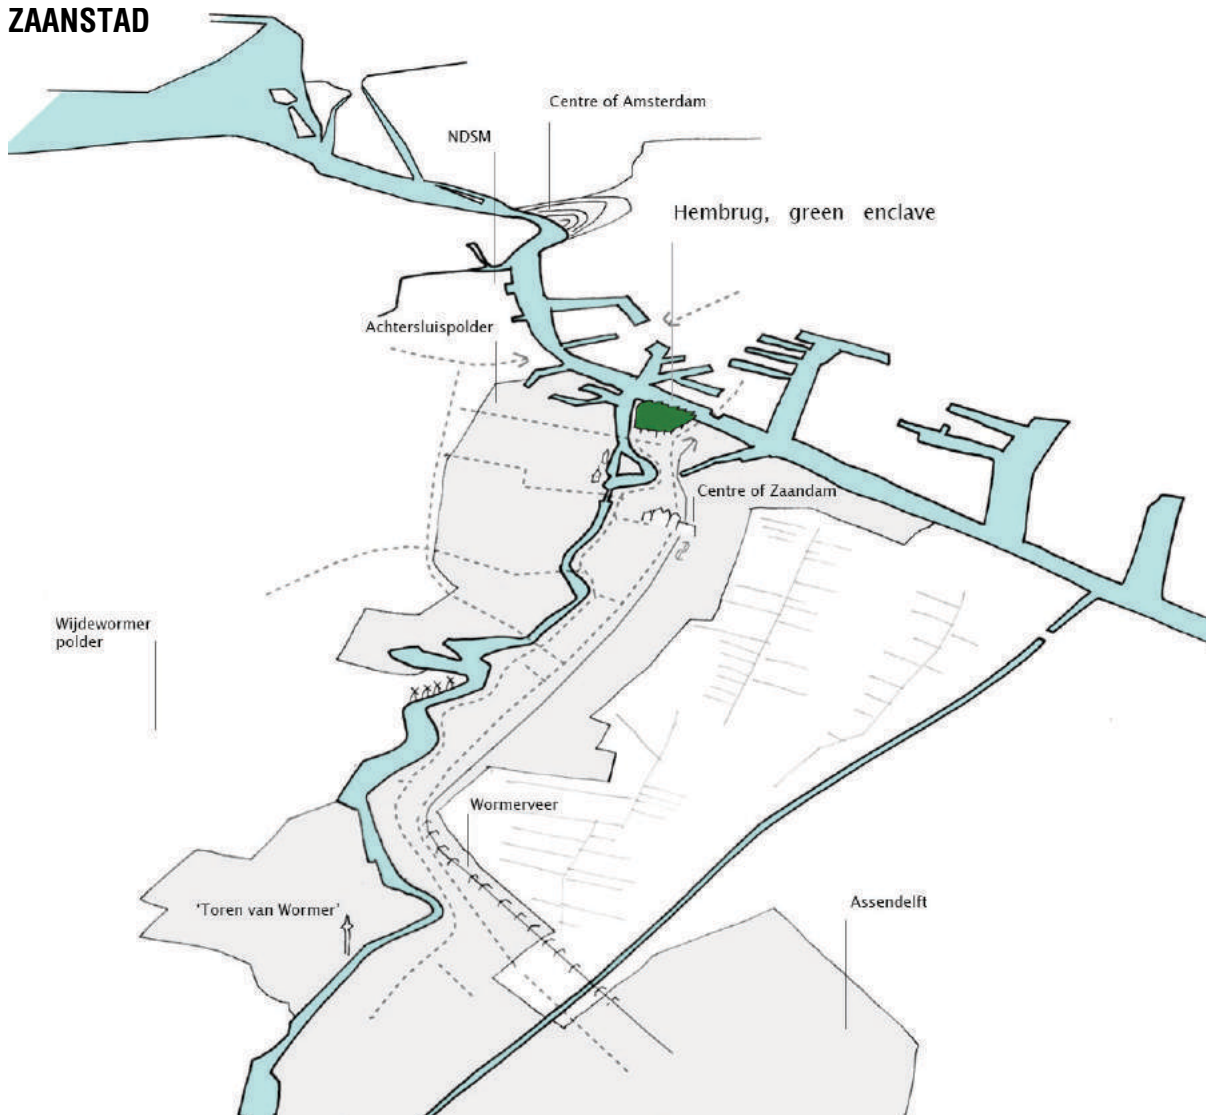 ZAANSTAD
Centre of Amsterdam
NDSM
Hembrug, green enclave
Achtersluispolder
Centre of Zaandam
Wijdewormer
polder
Wormerveer
'Toren van Wormer'
Assendelft